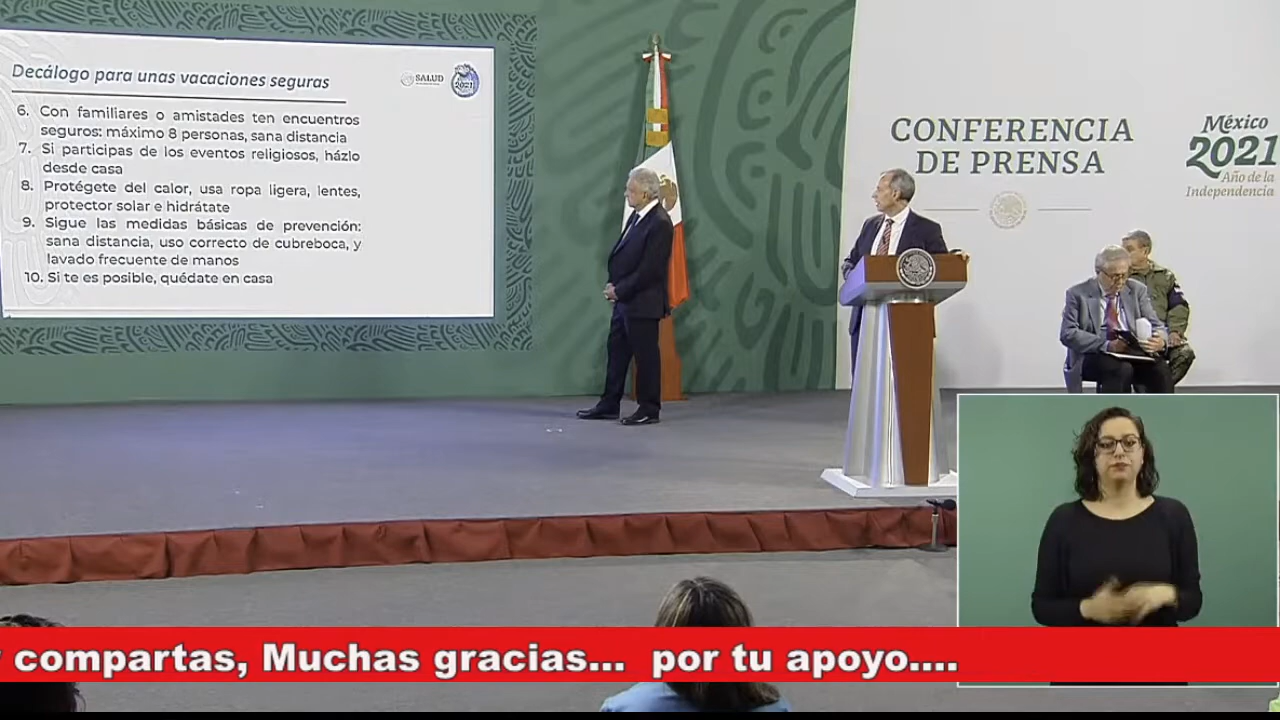 Decálogo para unas vacaciones seguras
SALUD
2021
6. Con familiares o amistades ten encuentros
seguros: máximo 8 personas, sana distancia
7. Si participas de los eventos religiosos, házlo
desde casa
8. Protégete del calor, usa ropa ligera, lentes,
protector solar e hidrátate
9. Sigue las medidas básicas de prevención:
sana distancia, uso correcto de cubreboca, y
lavado frecuente de manos
10. Si te es posible, quédate en casa
CONFERENCIA
DE PRENSA
México
2021
Año de la
Independencia
compartas, Muchas gracias... por tu apoyo....